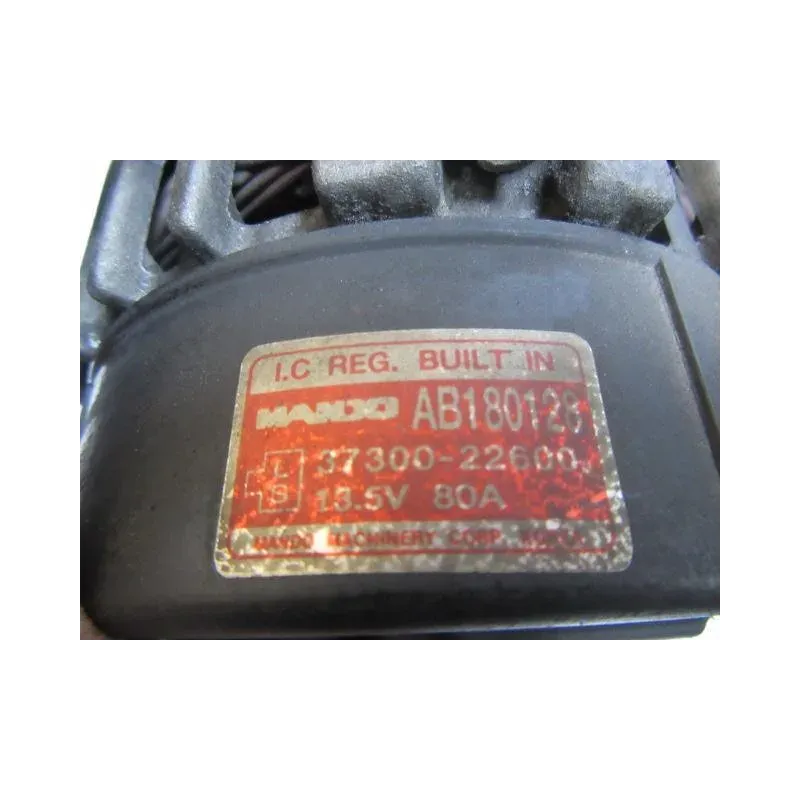 I.C REG. BUILT IN
MANDO AB180128
L 37300-22600
S 13.5V 80A
MANDO MACHINERY CORP. KOREA